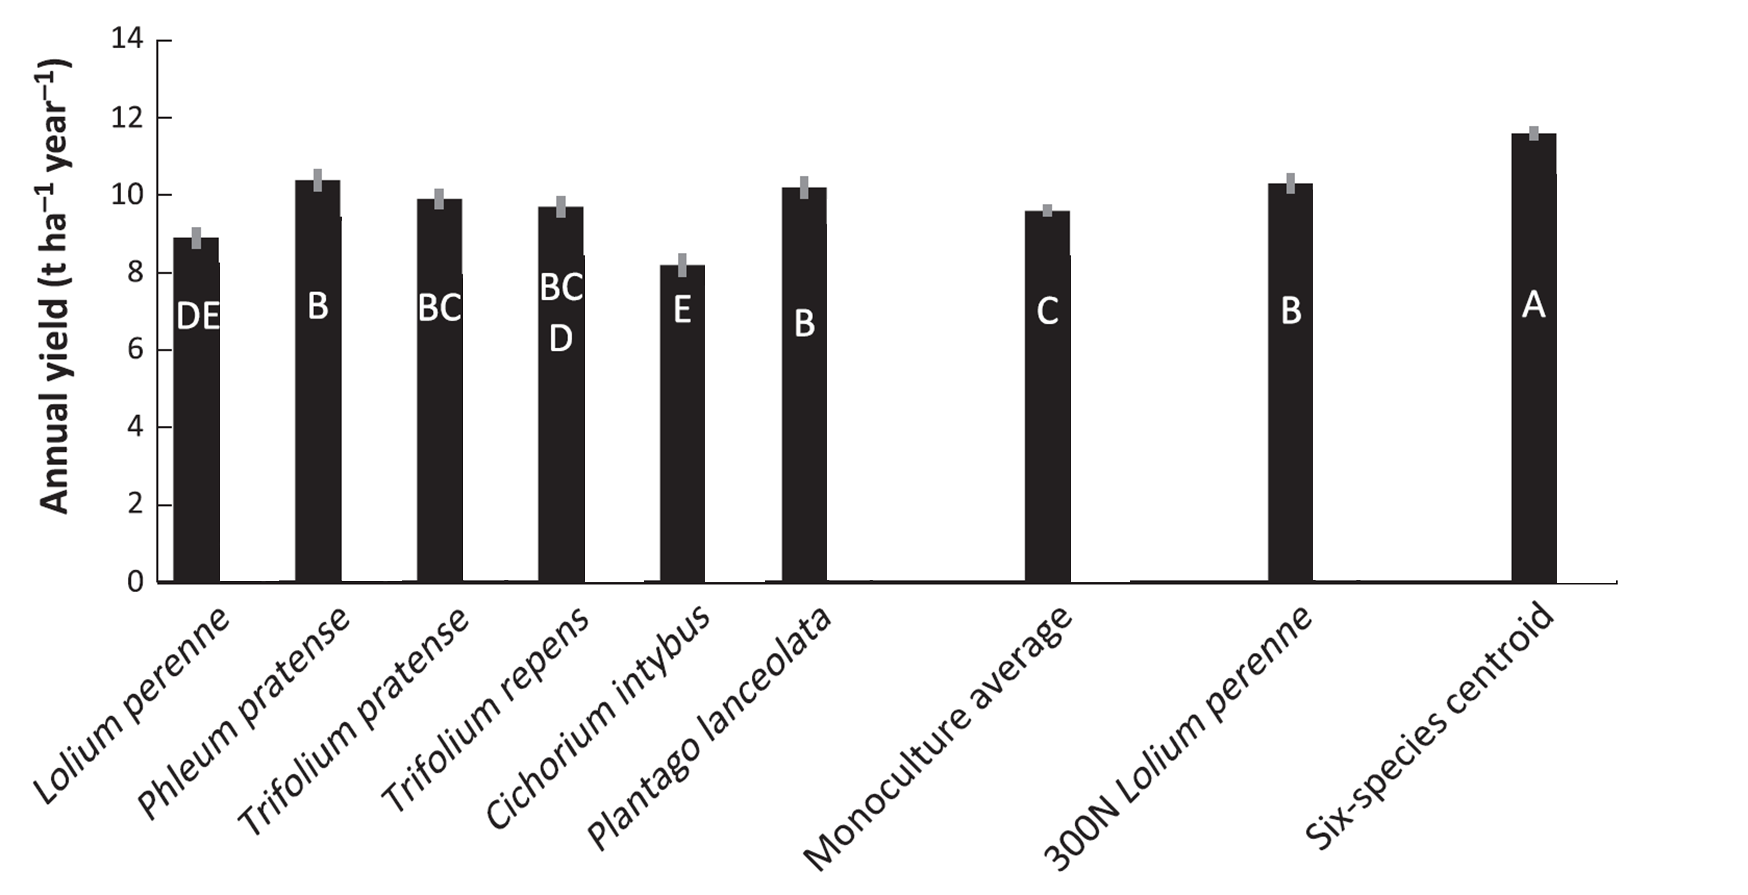 Annual yield (t ha⁻¹ year⁻¹)
14
12
10
8
6
4
2
0
DE
B
BC
BC
D
E
B
C
B
A
Lolium perenne
Phleum pratense
Trifolium pratense
Trifolium repens
Cichorium intybus
Plantago lanceolata
Monoculture average
300N Lolium perenne
Six-species centroid